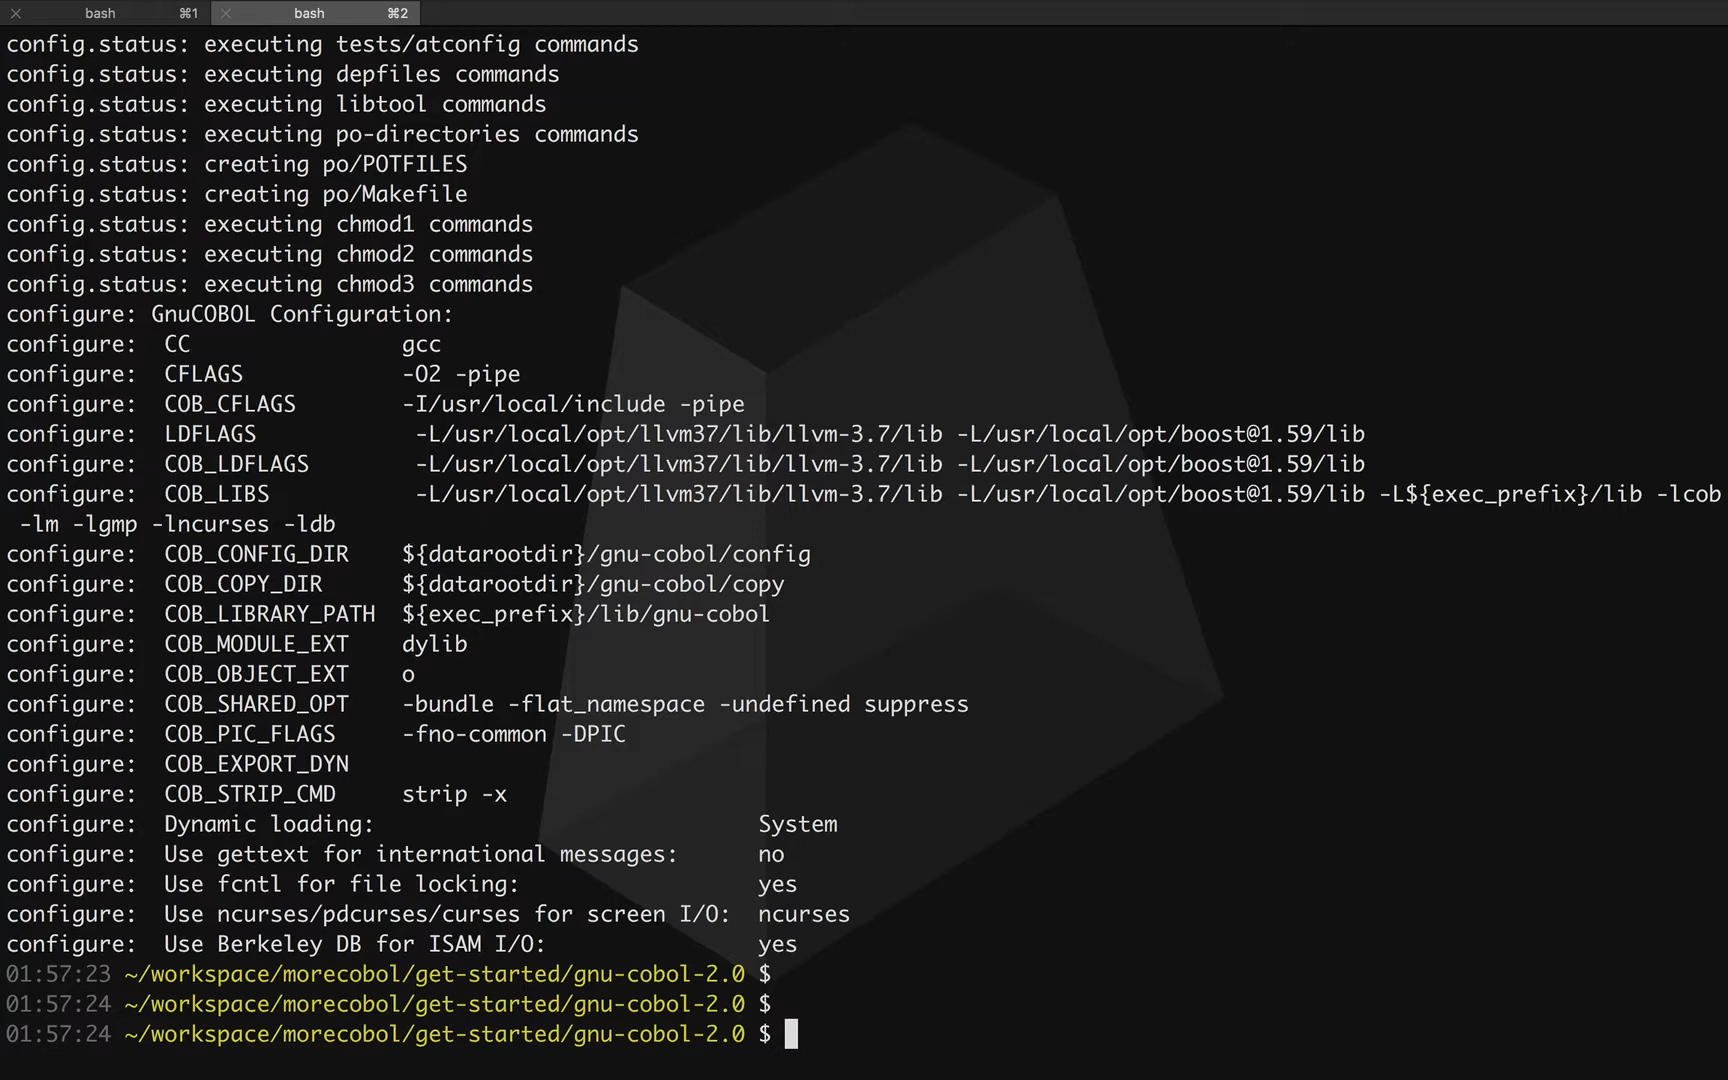 bash ⌘1 bash ⌘2
config.status: executing tests/atconfig commands
config.status: executing depfiles commands
config.status: executing libtool commands
config.status: executing po-directories commands
config.status: creating po/POTFILES
config.status: creating po/Makefile
config.status: executing chmod1 commands
config.status: executing chmod2 commands
config.status: executing chmod3 commands
configure: GnuCOBOL Configuration:
configure:  CC                gcc
configure:  CFLAGS            -O2 -pipe
configure:  COB_CFLAGS        -I/usr/local/include -pipe
configure:  LDFLAGS            -L/usr/local/opt/llvm37/lib/llvm-3.7/lib -L/usr/local/opt/boost@1.59/lib
configure:  COB_LDFLAGS        -L/usr/local/opt/llvm37/lib/llvm-3.7/lib -L/usr/local/opt/boost@1.59/lib
configure:  COB_LIBS           -L/usr/local/opt/llvm37/lib/llvm-3.7/lib -L/usr/local/opt/boost@1.59/lib -L${exec_prefix}/lib -lcob
 -lm -lgmp -lncurses -ldb
configure:  COB_CONFIG_DIR    ${datarootdir}/gnu-cobol/config
configure:  COB_COPY_DIR      ${datarootdir}/gnu-cobol/copy
configure:  COB_LIBRARY_PATH  ${exec_prefix}/lib/gnu-cobol
configure:  COB_MODULE_EXT    dylib
configure:  COB_OBJECT_EXT    o
configure:  COB_SHARED_OPT    -bundle -flat_namespace -undefined suppress
configure:  COB_PIC_FLAGS     -fno-common -DPIC
configure:  COB_EXPORT_DYN
configure:  COB_STRIP_CMD     strip -x
configure:  Dynamic loading:                             System
configure:  Use gettext for international messages:      no
configure:  Use fcntl for file locking:                  yes
configure:  Use ncurses/pdcurses/curses for screen I/O:  ncurses
configure:  Use Berkeley DB for ISAM I/O:                yes
01:57:23 ~/workspace/morecobol/get-started/gnu-cobol-2.0 $
01:57:24 ~/workspace/morecobol/get-started/gnu-cobol-2.0 $
01:57:24 ~/workspace/morecobol/get-started/gnu-cobol-2.0 $